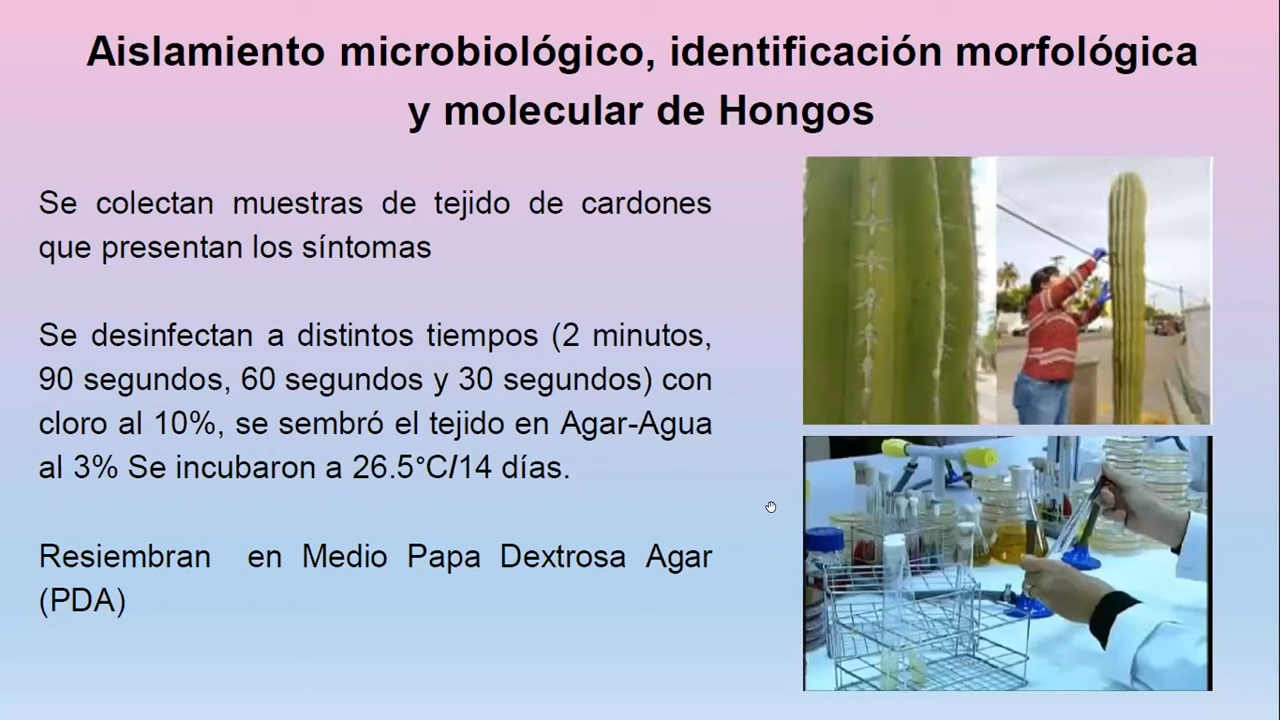 Aislamiento microbiológico, identificación morfológica
y molecular de Hongos
Se colectan muestras de tejido de cardones
que presentan los síntomas
Se desinfectan a distintos tiempos (2 minutos,
90 segundos, 60 segundos y 30 segundos) con
cloro al 10%, se sembró el tejido en Agar-Agua
al 3% Se incubaron a 26.5°C/14 días.
Resiembran en Medio Papa Dextrosa Agar
(PDA)